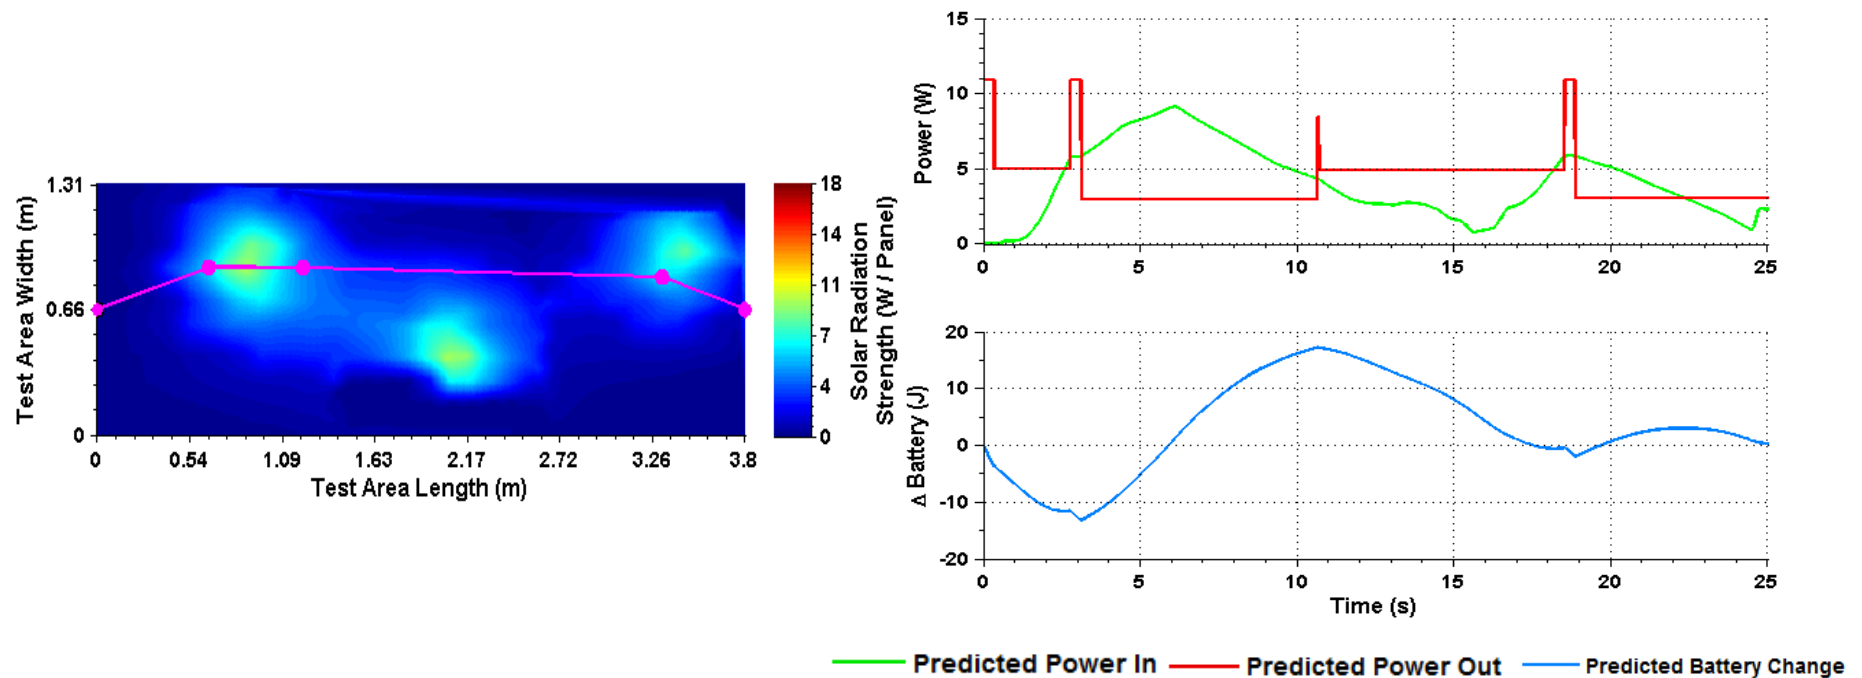 1.31
0.66
0
Test Area Width (m)
0 0.54 1.09 1.63 2.17 2.72 3.26 3.8
Test Area Length (m)
18
14
11
7
4
0
Solar Radiation
Strength (W / Panel)
15
10
5
0
Power (W)
0 5 10 15 20 25
20
10
0
-10
-20
Δ Battery (J)
0 5 10 15 20 25
Time (s)
Predicted Power In Predicted Power Out Predicted Battery Change